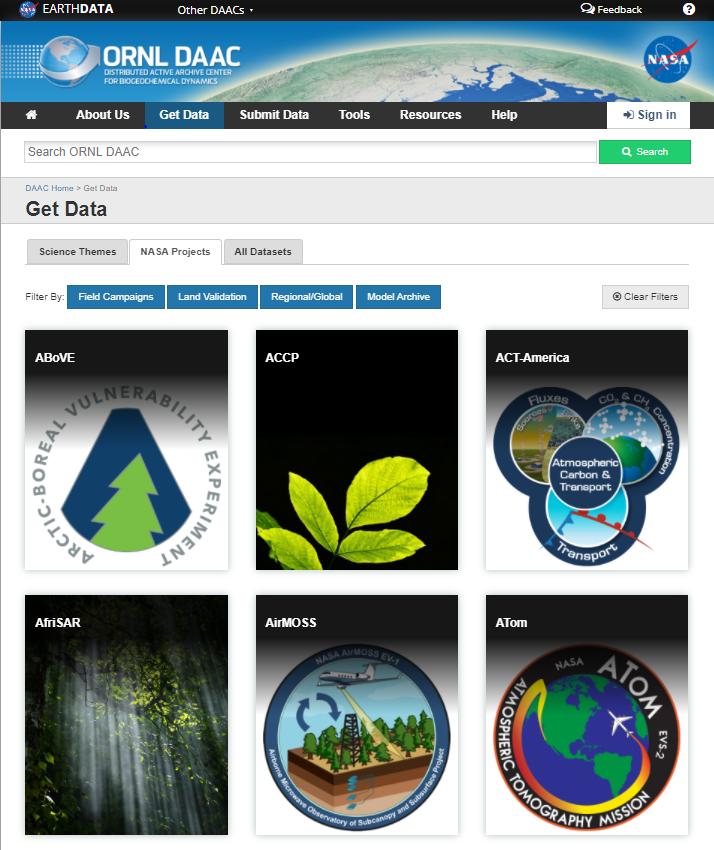 EARTHDATA
Other DAACs
Feedback
?
ORNL DAAC
DISTRIBUTED ACTIVE ARCHIVE CENTER
FOR BIOGEOCHEMICAL DYNAMICS
NASA
About Us
Get Data
Submit Data
Tools
Resources
Help
Sign in
Search ORNL DAAC
Search
DAAC Home > Get Data
Get Data
Science Themes
NASA Projects
All Datasets
Filter By:
Field Campaigns
Land Validation
Regional/Global
Model Archive
Clear Filters
ABoVE
ARCTIC-BOREAL VULNERABILITY EXPERIMENT
ACCP
ACT-America
Fluxes
Sources
Sinks
CO2 & CH4 Concentration
Atmospheric
Carbon &
Transport
Transport
AfriSAR
AirMOSS
NASA AirMOSS EV-1
Airborne Microwave Observatory of Subcanopy and Subsurface Project
ATom
NASA
ATOM
EVS-2
ATMOSPHERIC TOMOGRAPHY MISSION